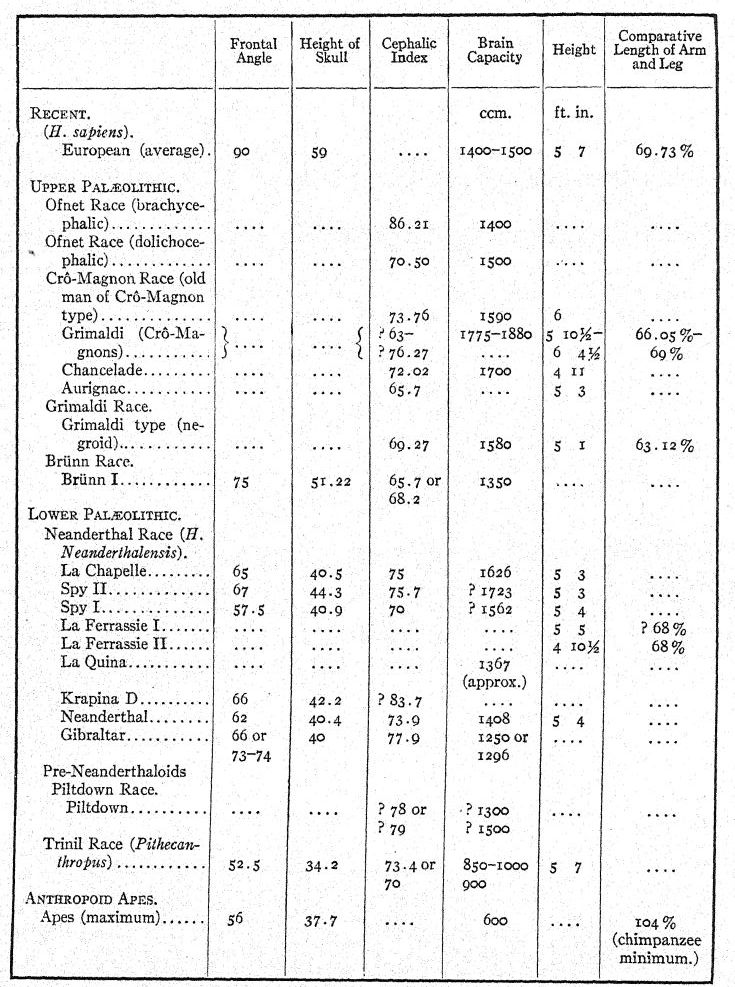 Frontal Angle | Height of Skull | Cephalic Index | Brain Capacity | Height | Comparative Length of Arm and Leg
RECENT. ccm. ft. in.
(H. sapiens).
European (average). 90 59 .... 1400–1500 5 7 69.73%
UPPER PALÆOLITHIC.
Ofnet Race (brachyce-
phalic)............. .... .... 86.21 1400 .... ....
Ofnet Race (dolichoce-
phalic)............. .... .... 70.50 1500 .... ....
Crô-Magnon Race (old
man of Crô-Magnon
type)............... .... .... 73.76 1590 6 ....
Grimaldi (Crô-Ma- } .... .... { ? 63– 1775–1880 5 10½– 66.05%–
gnons)........... ? 76.27 .... 6 4½ 69%
Chancelade......... .... .... 72.02 1700 4 11 ....
Aurignac............ .... .... 65.7 .... 5 3 ....
Grimaldi Race.
Grimaldi type (ne-
groid).............. .... .... 69.27 1580 5 1 63.12%
Brünn Race.
Brünn I............ 75 51.22 65.7 or 1350 .... ....
68.2
LOWER PALÆOLITHIC.
Neanderthal Race (H.
Neanderthalensis).
La Chapelle......... 65 40.5 75 1626 5 3 ....
Spy II.............. 67 44.3 75.7 ? 1723 5 3 ....
Spy I............... 57.5 40.9 70 ? 1562 5 4 ....
La Ferrassie I....... .... .... .... .... 5 5 ? 68%
La Ferrassie II...... .... .... .... .... 4 10½ 68%
La Quina........... .... .... .... 1367 .... ....
(approx.)
Krapina D.......... 66 42.2 ? 83.7 .... .... ....
Neanderthal........ 62 40.4 73.9 1408 5 4 ....
Gibraltar........... 66 or 40 77.9 1250 or .... ....
73–74 1296
Pre-Neanderthaloids
Piltdown Race.
Piltdown........... .... .... ? 78 or ? 1300 .... ....
? 79 ? 1500
Trinil Race (Pithecan-
thropus)............ 52.5 34.2 73.4 or 850–1000 5 7 ....
70 900
ANTHROPOID APES.
Apes (maximum)...... 56 37.7 .... 600 .... 104%
(chimpanzee
minimum.)